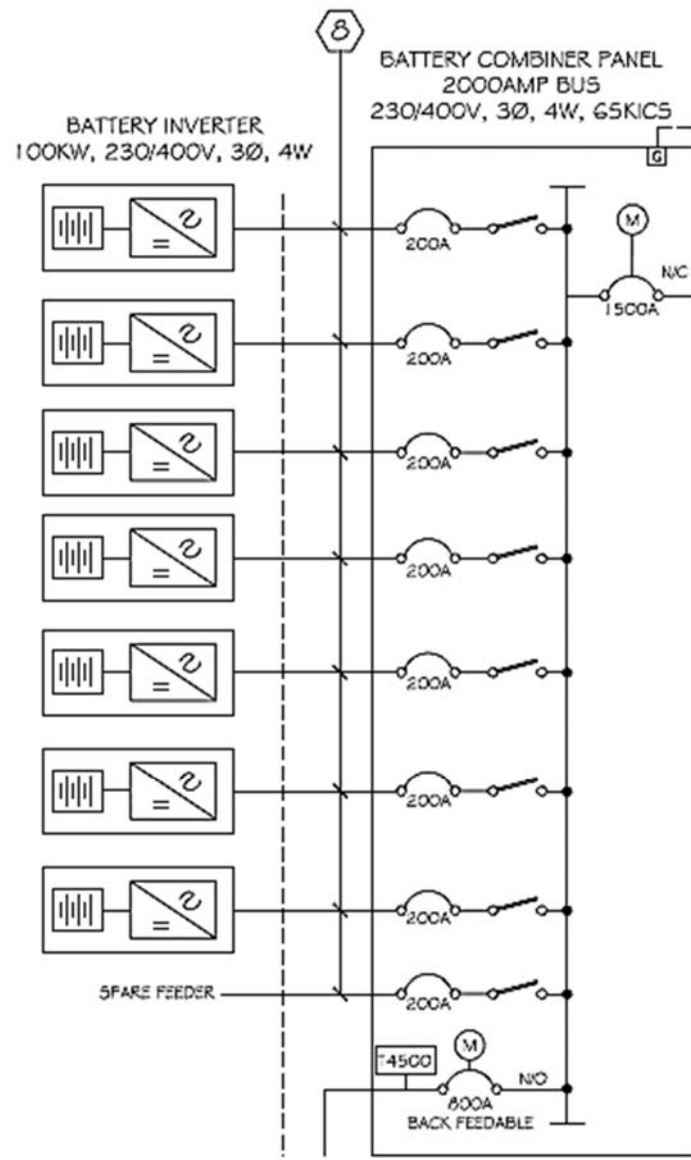 8
BATTERY COMBINER PANEL
2000AMP BUS
230/400V, 3Ø, 4W, 65KICS
BATTERY INVERTER
100KW, 230/400V, 3Ø, 4W
G
200A
M
N/C
1500A
200A
200A
200A
200A
200A
200A
SPARE FEEDER
200A
T4500
M
N/O
800A
BACK FEEDABLE